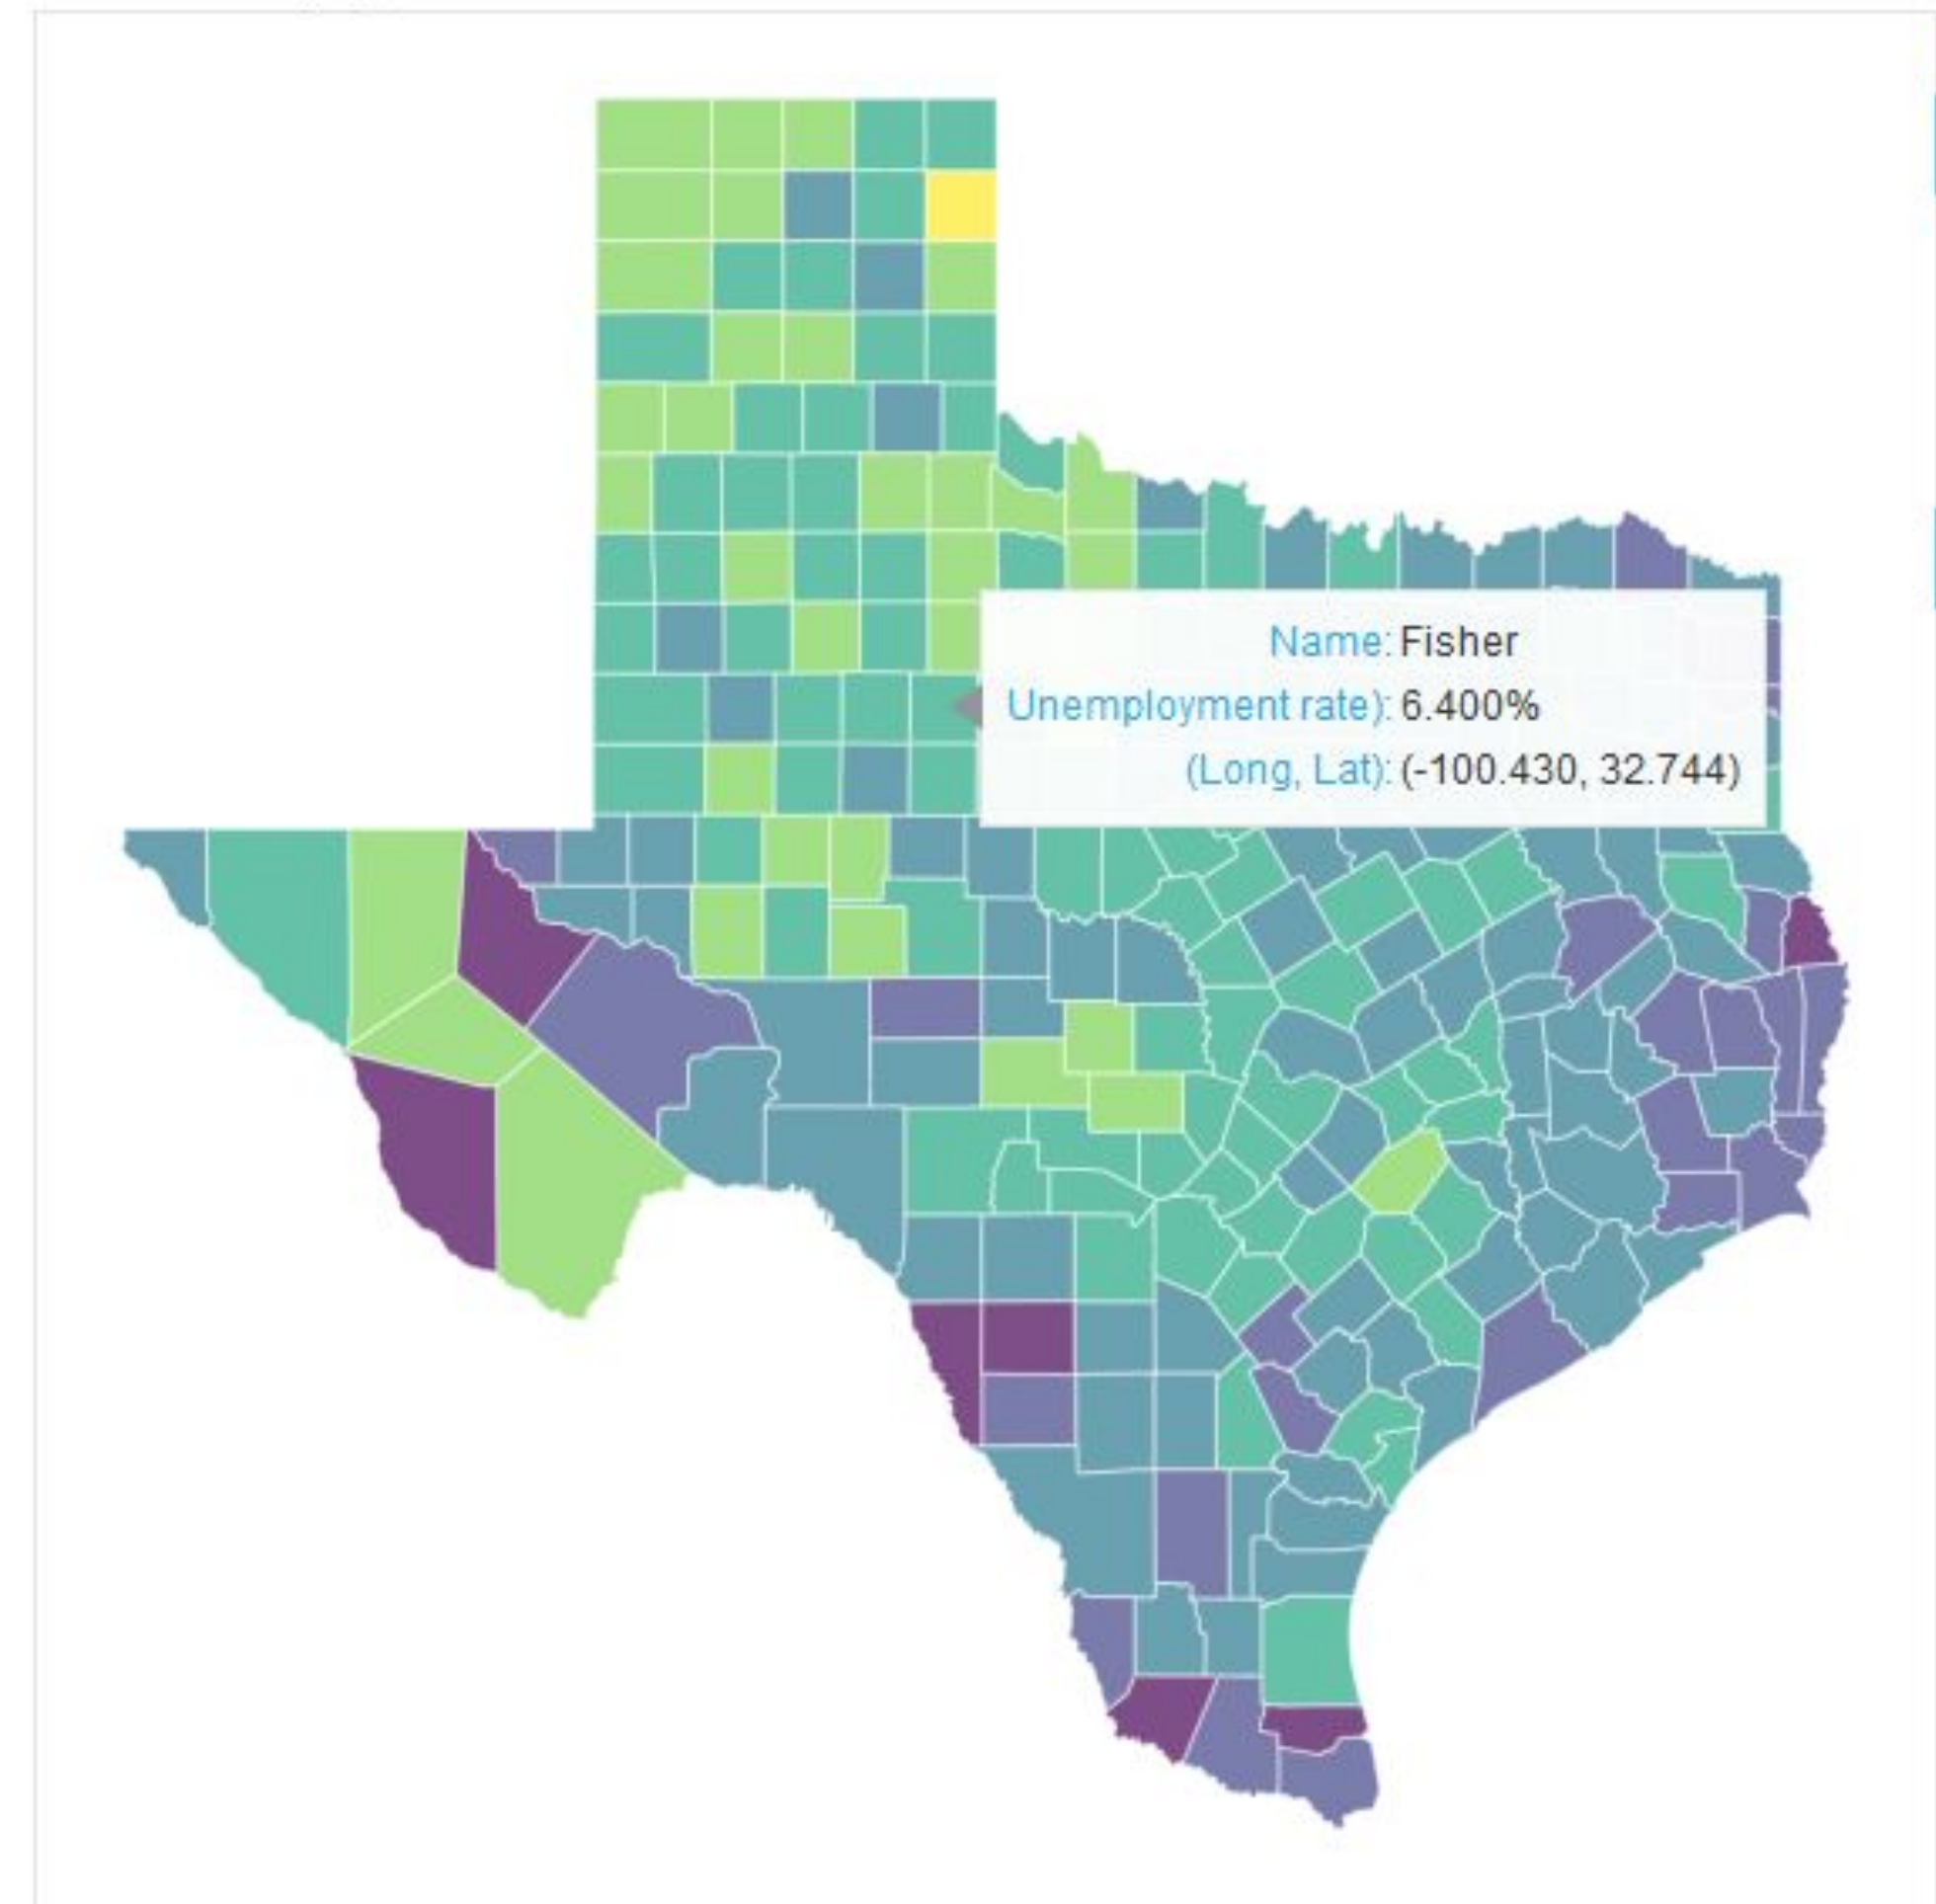 Name: Fisher
Unemployment rate): 6.400%
(Long, Lat): (-100.430, 32.744)